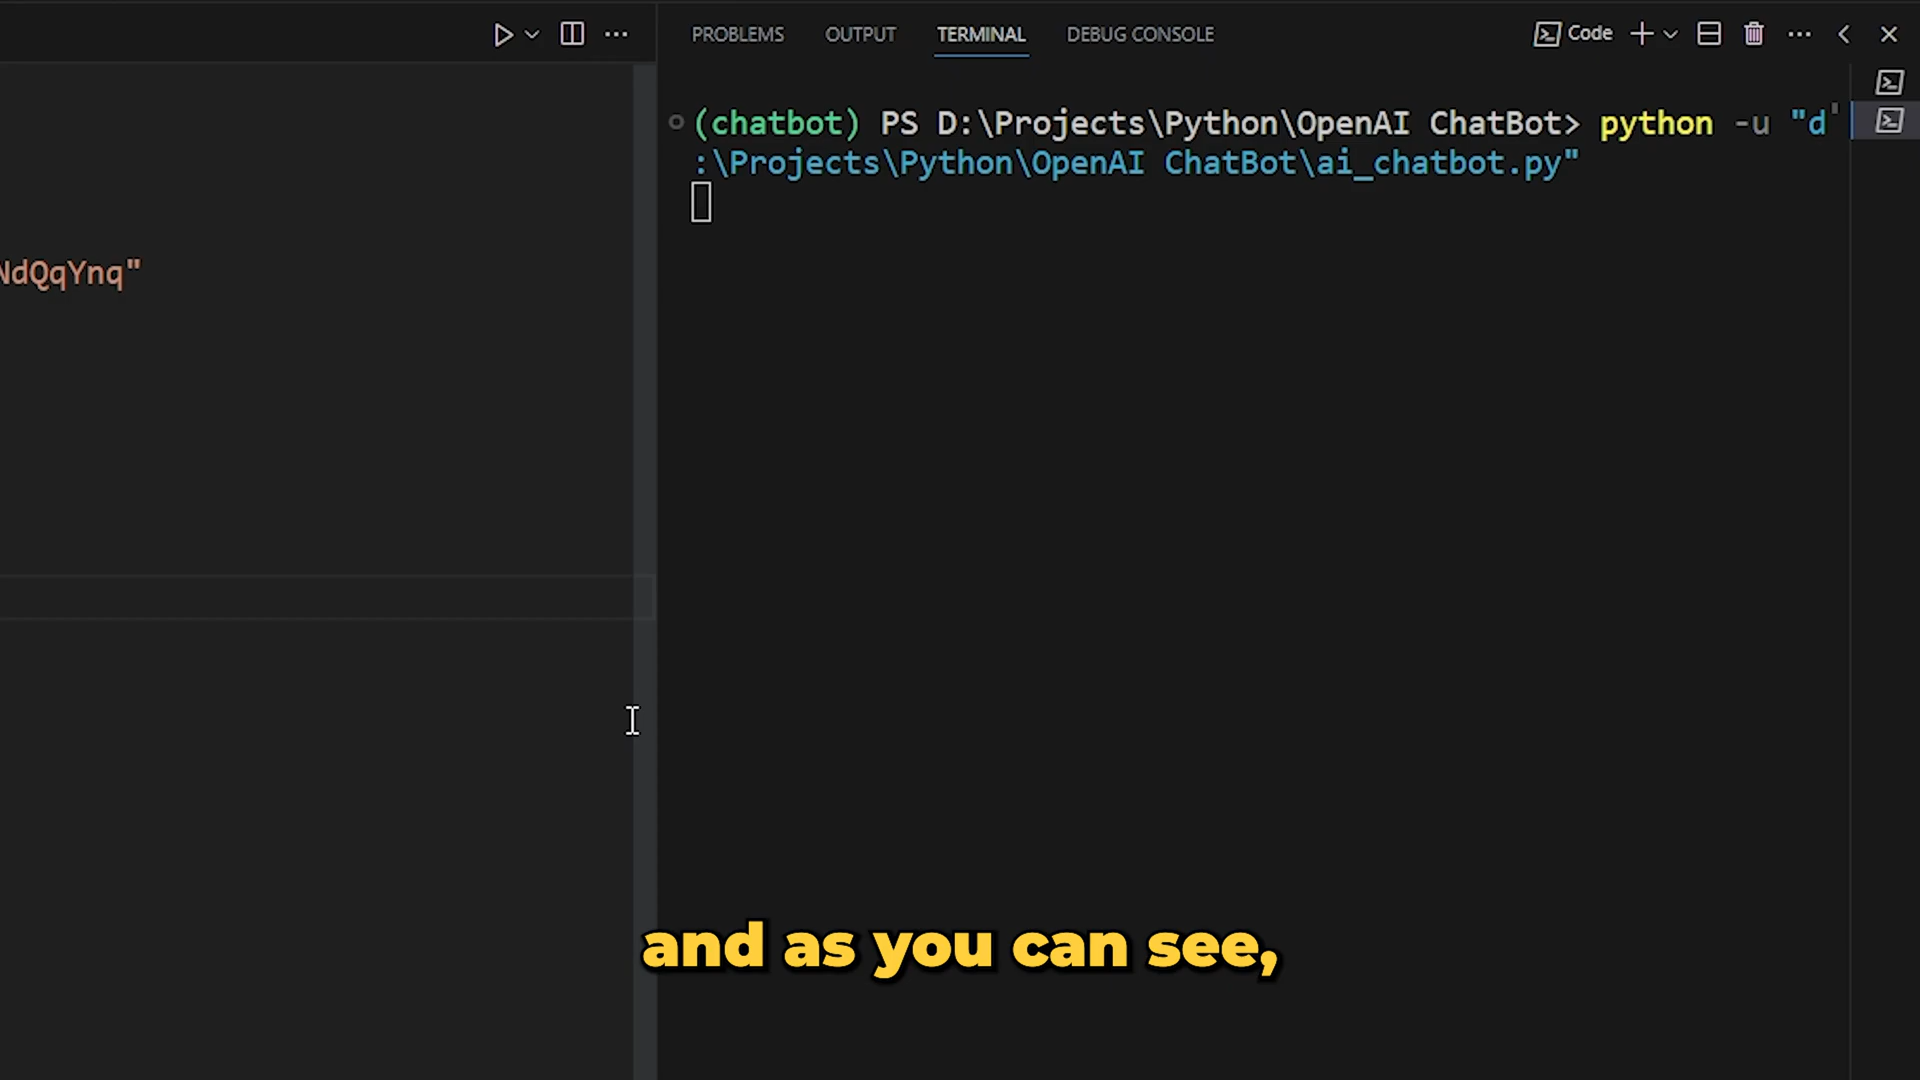 PROBLEMS OUTPUT TERMINAL DEBUG CONSOLE Code
(chatbot) PS D:\Projects\Python\OpenAI ChatBot> python -u "d
:\Projects\Python\OpenAI ChatBot\ai_chatbot.py"
NdQqYnq"
and as you can see,